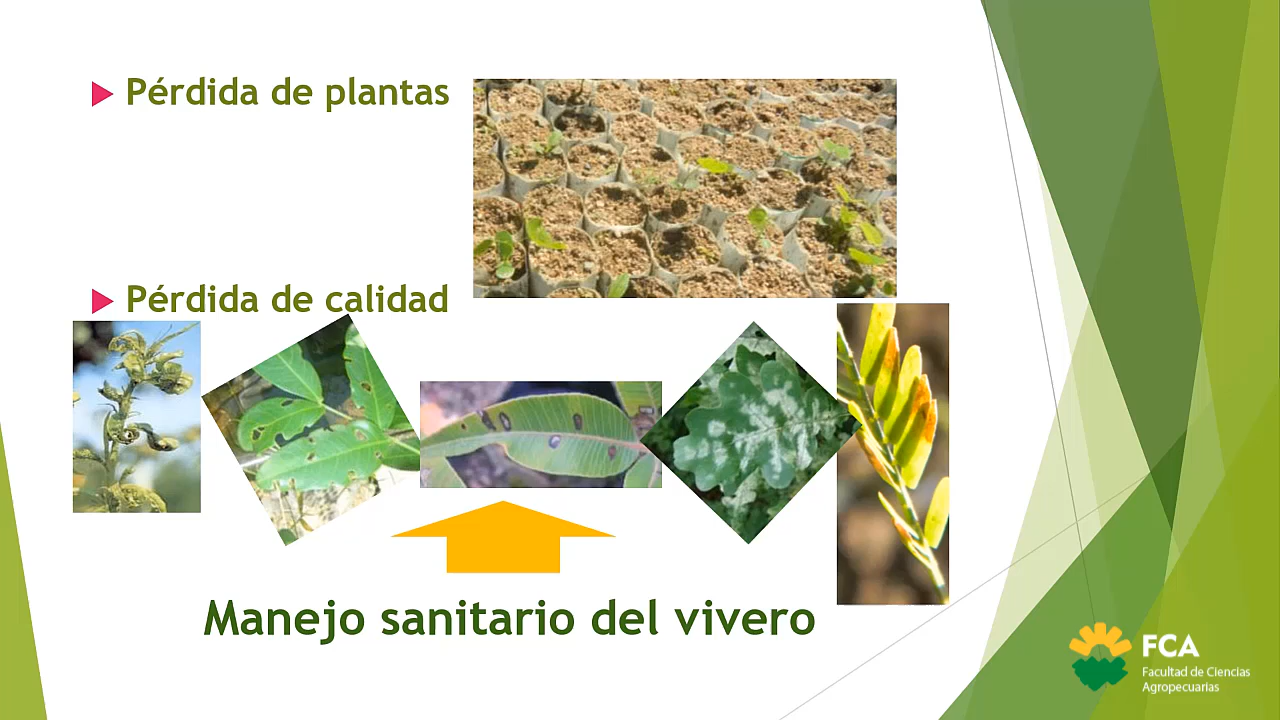 Pérdida de plantas
Pérdida de calidad
Manejo sanitario del vivero
FCA
Facultad de Ciencias
Agropecuarias